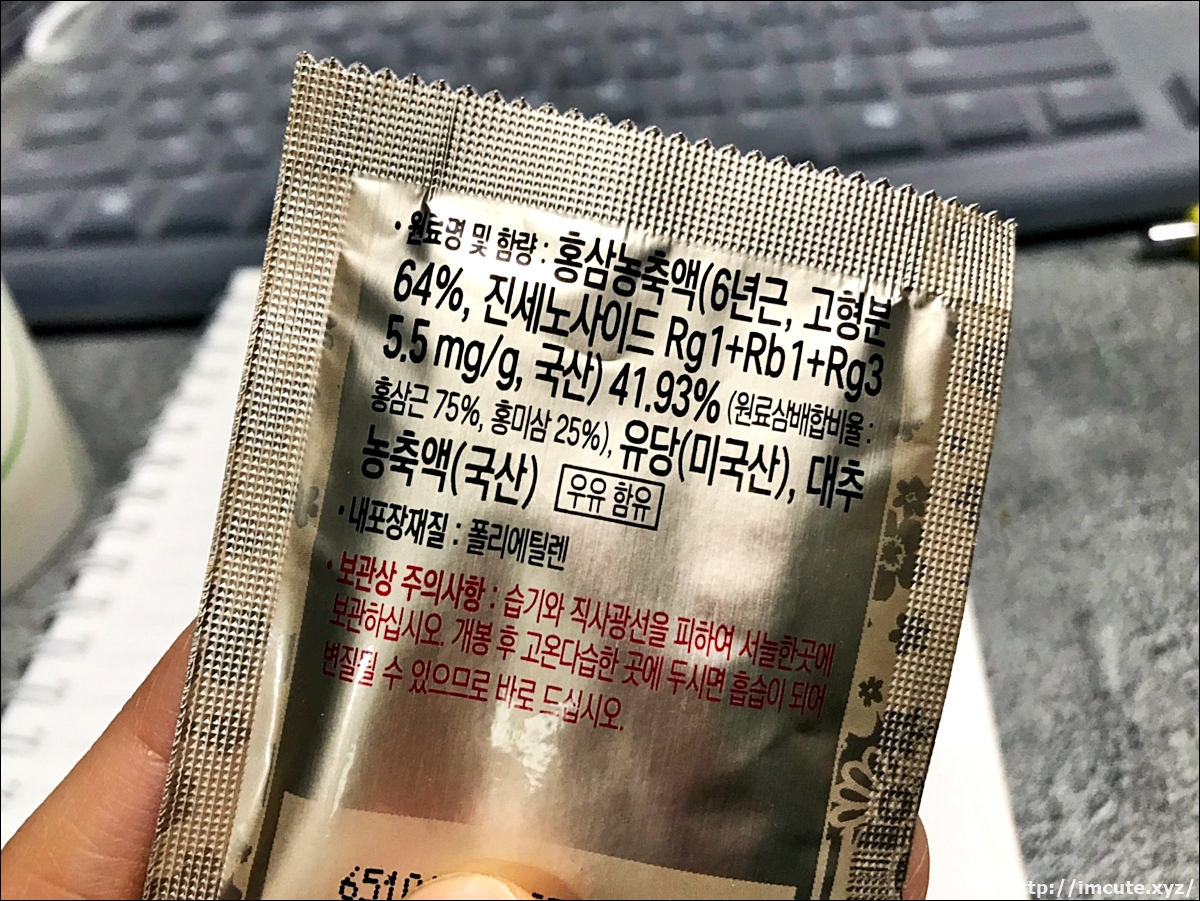 • 원료명 및 함량 : 홍삼농축액(6년근, 고형분
64%, 진세노사이드 Rg1+Rb1+Rg3
5.5 mg/g, 국산) 41.93% (원료삼배합비율 :
홍삼근 75%, 홍미삼 25%), 유당(미국산), 대추
농축액(국산) 우유 함유
• 내포장재질 : 폴리에틸렌
• 보관상 주의사항 : 습기와 직사광선을 피하여 서늘한곳에
보관하십시오. 개봉 후 고온다습한 곳에 두시면 흡습이 되어
변질될 수 있으므로 바로 드십시오.
http://imcute.xyz/